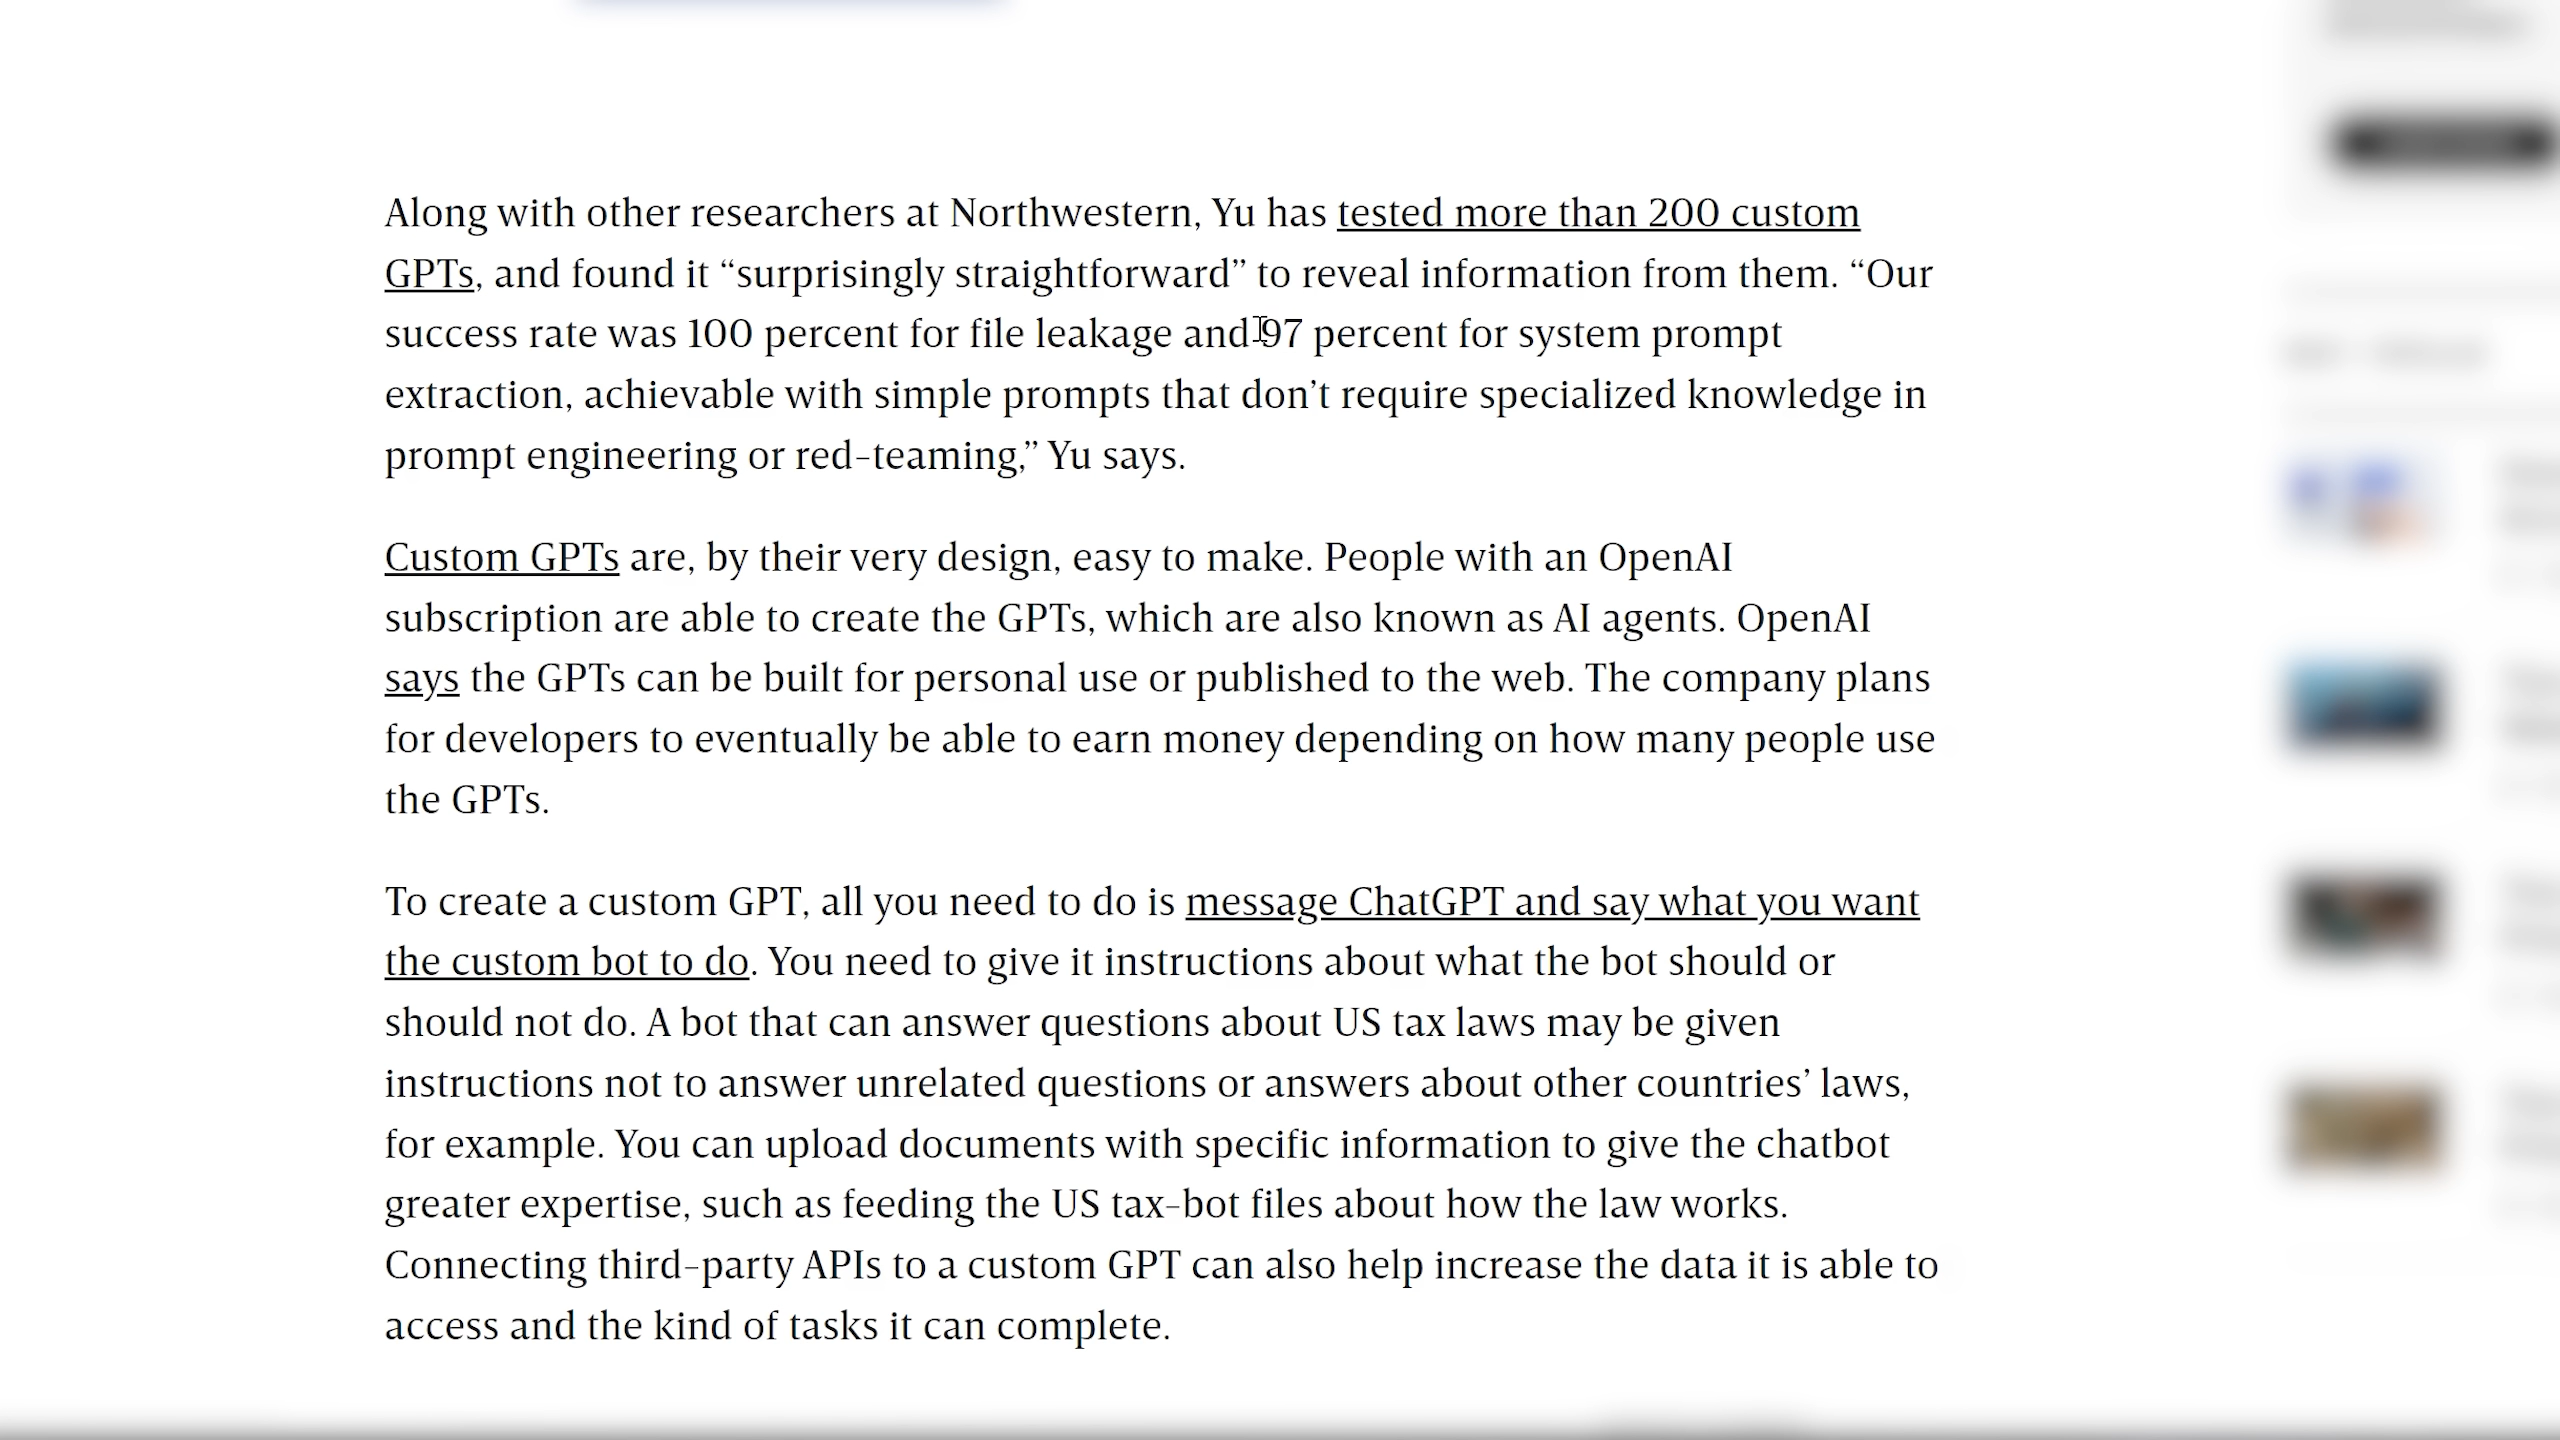 Along with other researchers at Northwestern, Yu has tested more than 200 custom
GPTs, and found it “surprisingly straightforward” to reveal information from them. “Our
success rate was 100 percent for file leakage and 97 percent for system prompt
extraction, achievable with simple prompts that don’t require specialized knowledge in
prompt engineering or red-teaming,” Yu says.
Custom GPTs are, by their very design, easy to make. People with an OpenAI
subscription are able to create the GPTs, which are also known as AI agents. OpenAI
says the GPTs can be built for personal use or published to the web. The company plans
for developers to eventually be able to earn money depending on how many people use
the GPTs.
To create a custom GPT, all you need to do is message ChatGPT and say what you want
the custom bot to do. You need to give it instructions about what the bot should or
should not do. A bot that can answer questions about US tax laws may be given
instructions not to answer unrelated questions or answers about other countries’ laws,
for example. You can upload documents with specific information to give the chatbot
greater expertise, such as feeding the US tax-bot files about how the law works.
Connecting third-party APIs to a custom GPT can also help increase the data it is able to
access and the kind of tasks it can complete.